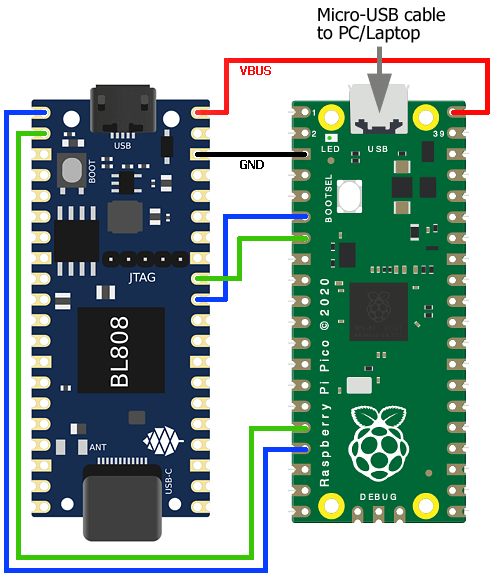 Micro-USB cable
to PC/Laptop
VBUS
GND
USB
BOOT
JTAG
BL808
ANT
USB-C
1
2
39
LED
USB
BOOTSEL
Raspberry Pi Pico © 2020
DEBUG